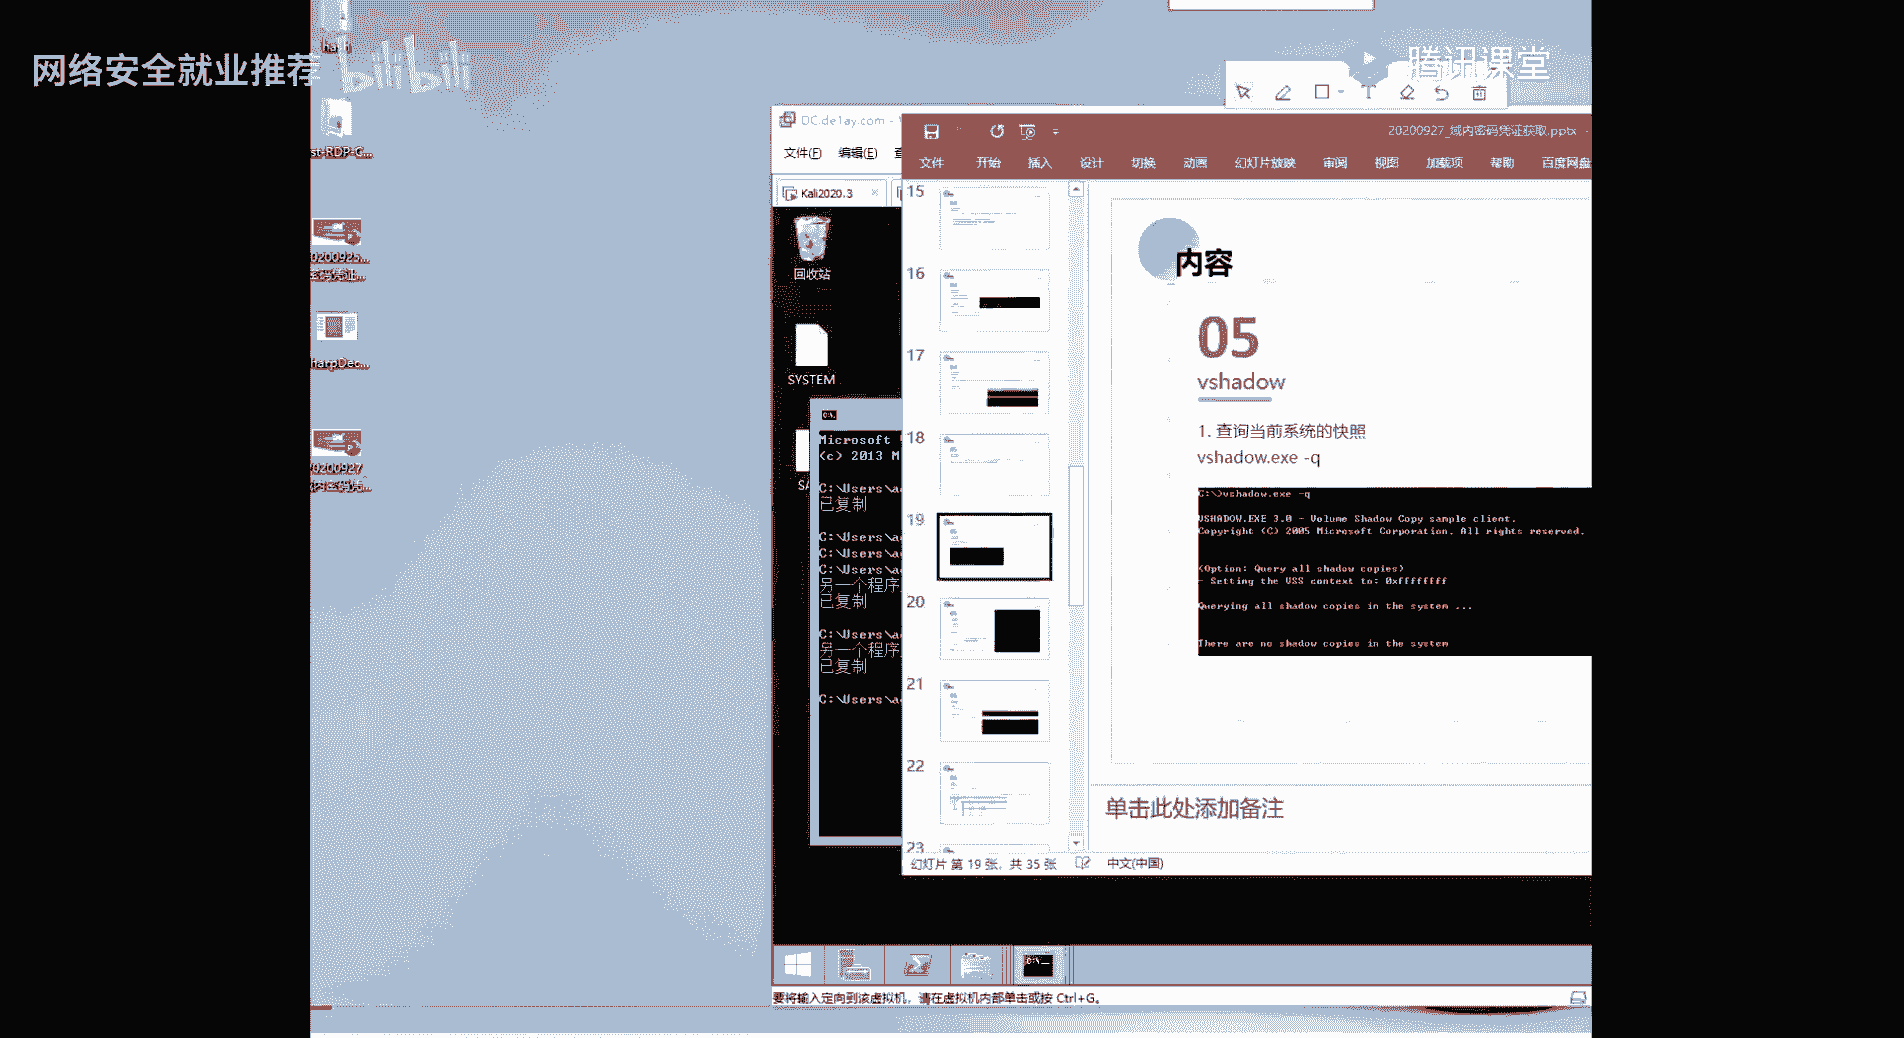 网络安全就业推荐
bilibili
腾讯课堂
hash
st-RDP-C...
20200925...
harpDec...
20200927
DC.de1ay.com -
文件(F) 编辑(E)
Kali2020.3
回收站
SYSTEM
SA
20200927_域内密码凭证获取.pptx -
文件 开始 插入 设计 切换 动画 幻灯片放映 审阅 视图 加载项 帮助 百度网盘
15
16
17
18
19
20
21
22
23
Microsoft
(c) 2013 M
C:\Users\ad
已复制
C:\Users\ad
C:\Users\ad
C:\Users\ad
另一个程序
已复制
C:\Users\ad
另一个程序
已复制
C:\Users\ad
内容
05
vshadow
1. 查询当前系统的快照
vshadow.exe -q
C:\>vshadow.exe -q
VSHADOW.EXE 3.0 - Volume Shadow Copy sample client.
Copyright (C) 2005 Microsoft Corporation. All rights reserved.
(Option: Query all shadow copies)
- Setting the VSS context to: 0xffffffff
Querying all shadow copies in the system ...
There are no shadow copies in the system
单击此处添加备注
幻灯片 第 19 张，共 35 张 中文(中国)
要将输入定向到该虚拟机，请在虚拟机内部单击或按 Ctrl+G。